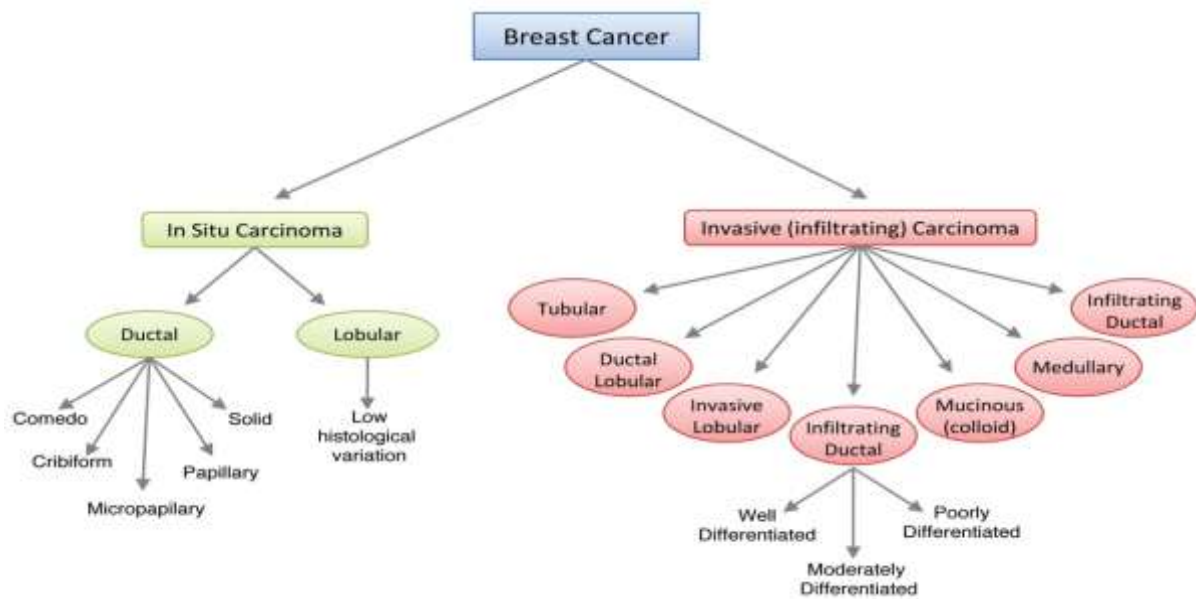 Breast Cancer
In Situ Carcinoma
Invasive (infiltrating) Carcinoma
Ductal
Lobular
Comedo
Cribiform
Micropapilary
Papillary
Solid
Low
histological
variation
Tubular
Ductal
Lobular
Invasive
Lobular
Infiltrating
Ductal
Mucinous
(colloid)
Medullary
Infiltrating
Ductal
Well
Differentiated
Moderately
Differentiated
Poorly
Differentiated